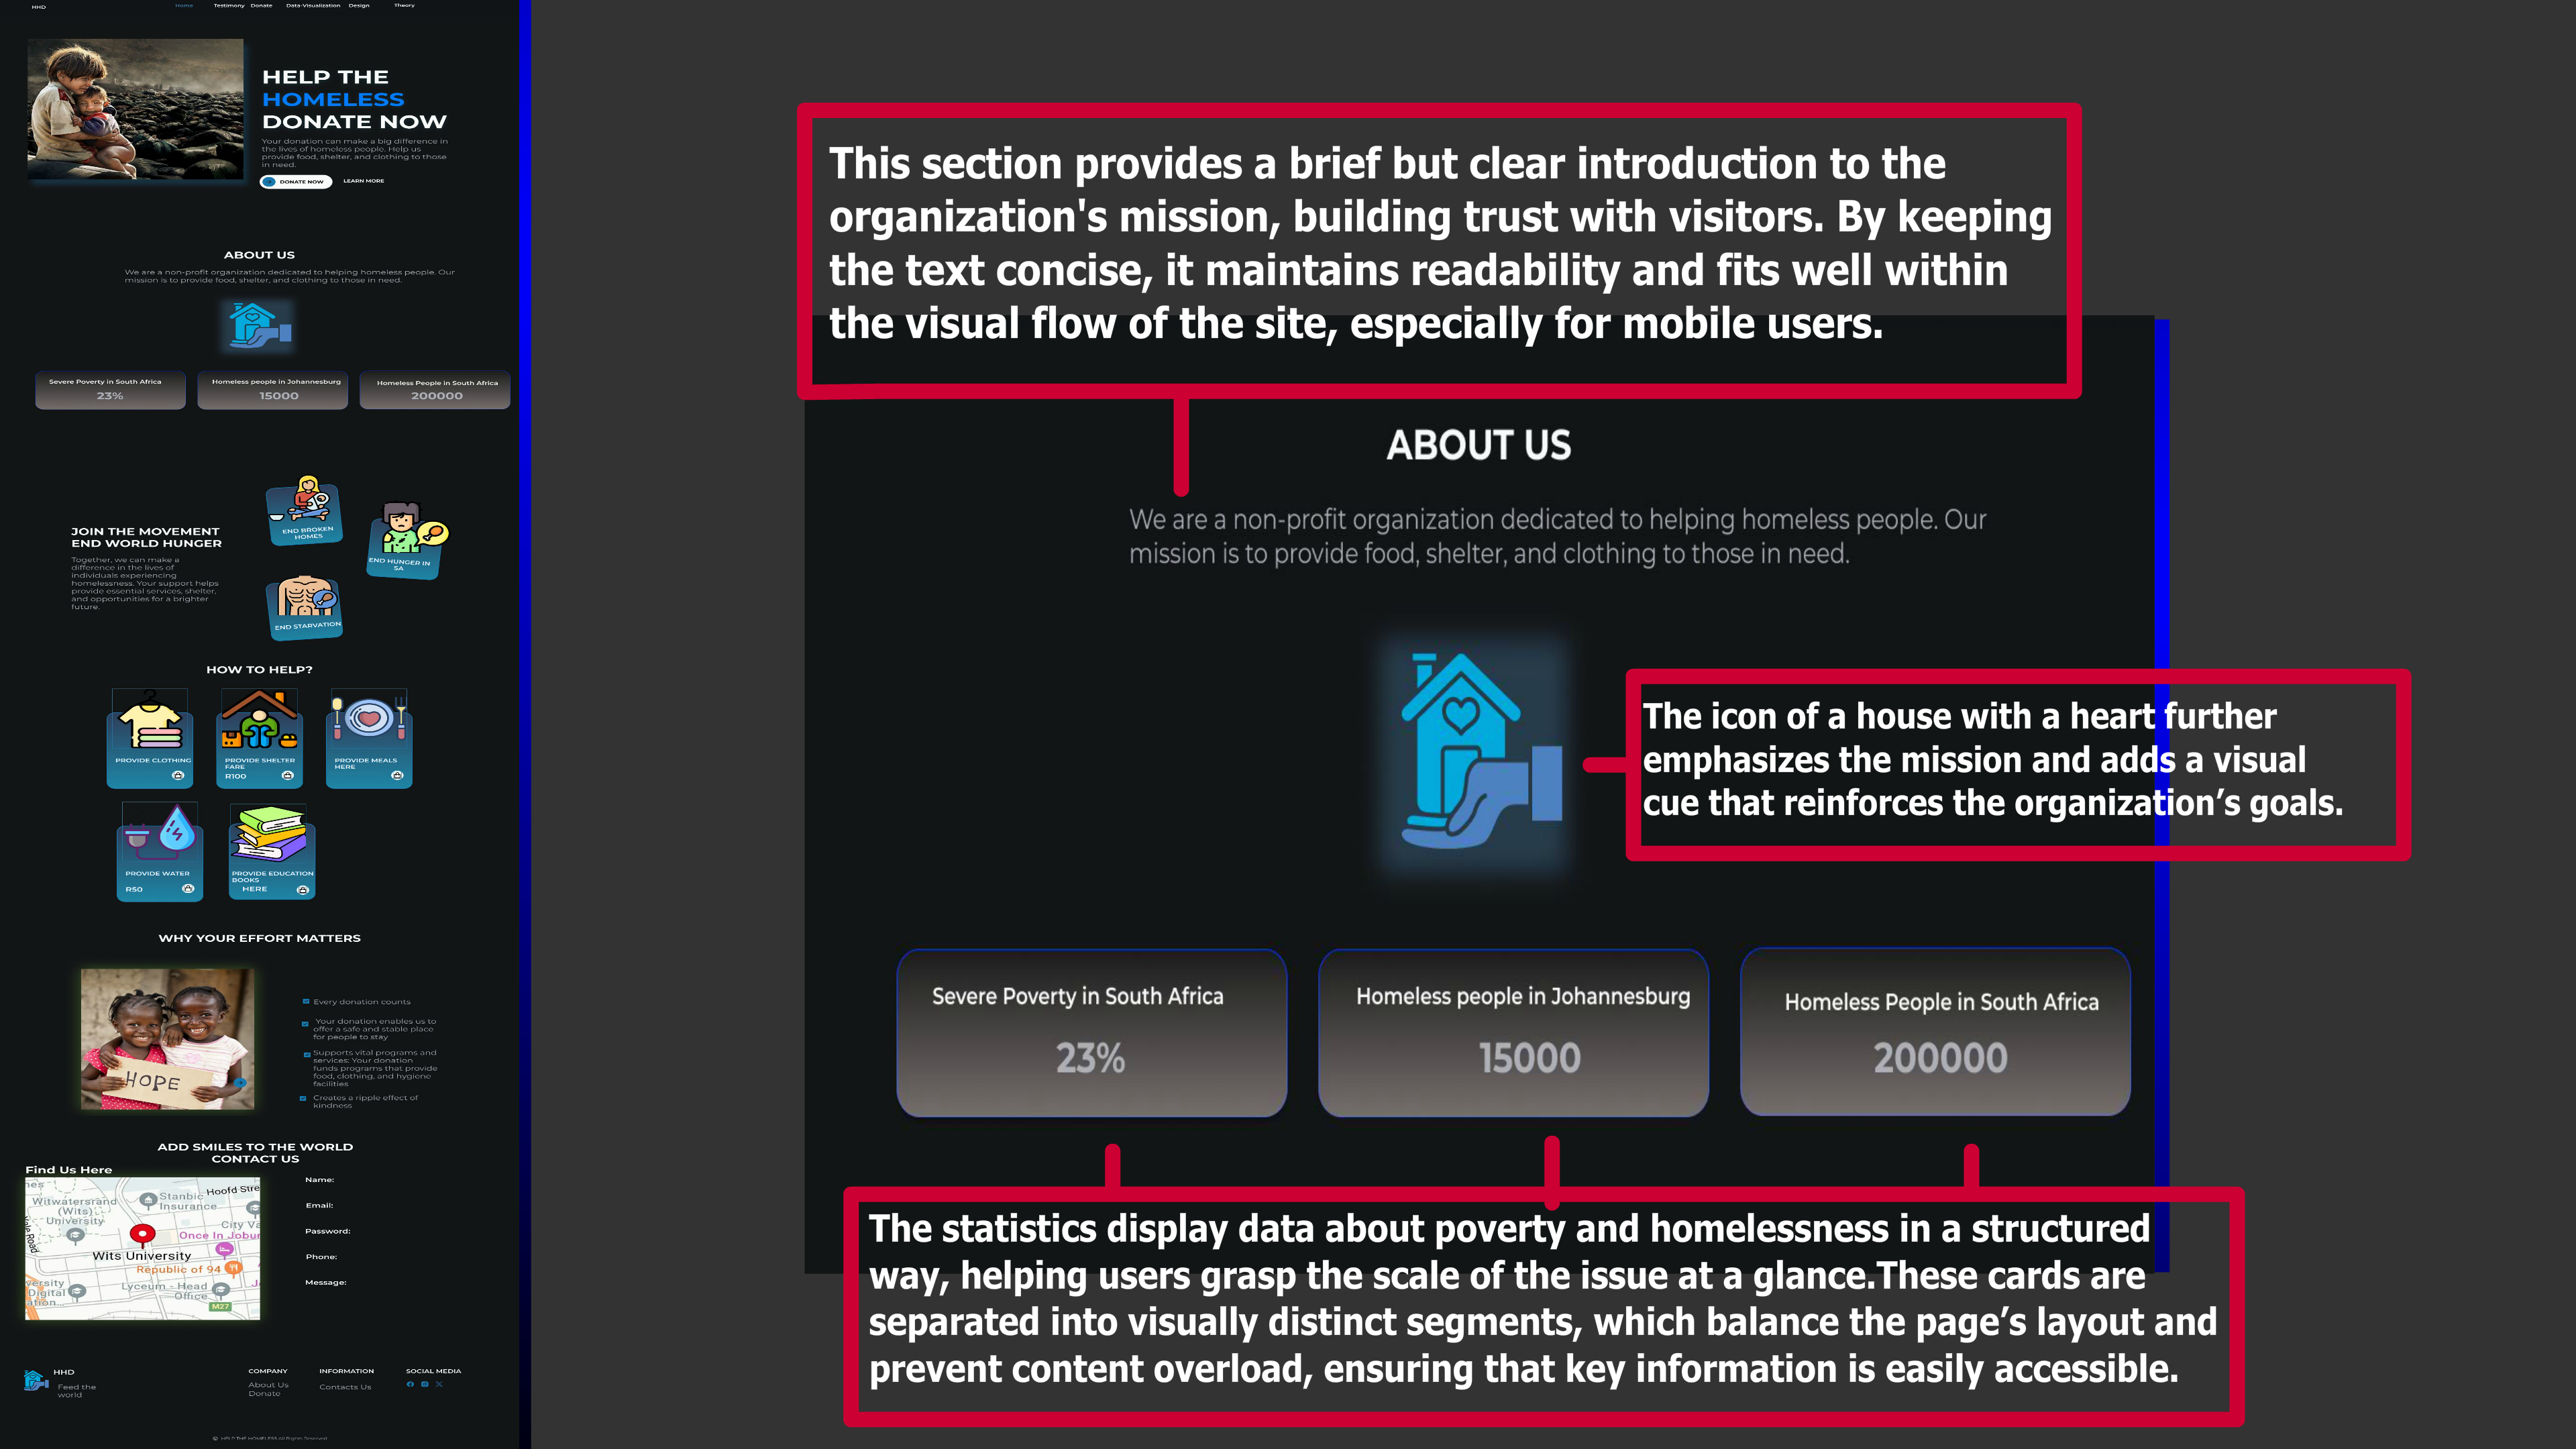 HHD
Home Testimony Donate Data-Visualization Design Theory
HELP THE
HOMELESS
DONATE NOW
Your donation can make a big difference in
the lives of homeless people. Help us
provide food, shelter, and clothing to those
in need.
DONATE NOW LEARN MORE
ABOUT US
We are a non-profit organization dedicated to helping homeless people. Our
mission is to provide food, shelter, and clothing to those in need.
Severe Poverty in South Africa
23%
Homeless people in Johannesburg
15000
Homeless People in South Africa
200000
JOIN THE MOVEMENT
END WORLD HUNGER
Together, we can make a
difference in the lives of
individuals experiencing
homelessness. Your support helps
provide essential services, shelter,
and opportunities for a brighter
future.
END BROKEN
HOMES
END HUNGER IN
SA
END STARVATION
HOW TO HELP?
PROVIDE CLOTHING
PROVIDE SHELTER
FARE
R100
PROVIDE MEALS
HERE
PROVIDE WATER
R50
PROVIDE EDUCATION
BOOKS
HERE
WHY YOUR EFFORT MATTERS
HOPE
Every donation counts
Your donation enables us to
offer a safe and stable place
for people to stay
Supports vital programs and
services: Your donation
funds programs that provide
food, clothing, and hygiene
facilities
Creates a ripple effect of
kindness
ADD SMILES TO THE WORLD
CONTACT US
Find Us Here
Witwatersrand
(Wits)
University
Stanbic
Insurance
Hoofd Stre
City Va
Once In Jobur
Wits University
Republic of 94
Lyceum - Head
Office
ersity
Digital
ation...
M27
Road
Name:
Email:
Password:
Phone:
Message:
HHD
Feed the
world
COMPANY
About Us
Donate
INFORMATION
Contacts Us
SOCIAL MEDIA
© HELP THE HOMELESS All Rights Reserved
This section provides a brief but clear introduction to the
organization's mission, building trust with visitors. By keeping
the text concise, it maintains readability and fits well within
the visual flow of the site, especially for mobile users.
ABOUT US
We are a non-profit organization dedicated to helping homeless people. Our
mission is to provide food, shelter, and clothing to those in need.
The icon of a house with a heart further
emphasizes the mission and adds a visual
cue that reinforces the organization’s goals.
Severe Poverty in South Africa
23%
Homeless people in Johannesburg
15000
Homeless People in South Africa
200000
The statistics display data about poverty and homelessness in a structured
way, helping users grasp the scale of the issue at a glance.These cards are
separated into visually distinct segments, which balance the page’s layout and
prevent content overload, ensuring that key information is easily accessible.